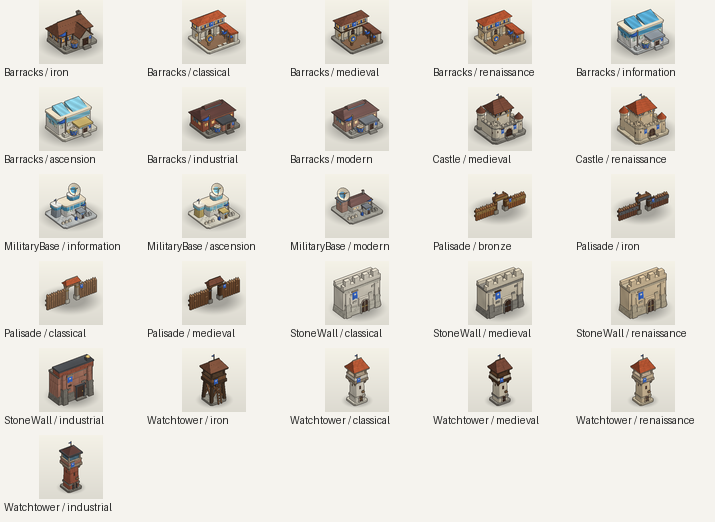 Barracks / iron
Barracks / classical
Barracks / medieval
Barracks / renaissance
Barracks / information
Barracks / ascension
Barracks / industrial
Barracks / modern
Castle / medieval
Castle / renaissance
MilitaryBase / information
MilitaryBase / ascension
MilitaryBase / modern
Palisade / bronze
Palisade / iron
Palisade / classical
Palisade / medieval
StoneWall / classical
StoneWall / medieval
StoneWall / renaissance
StoneWall / industrial
Watchtower / iron
Watchtower / classical
Watchtower / medieval
Watchtower / renaissance
Watchtower / industrial